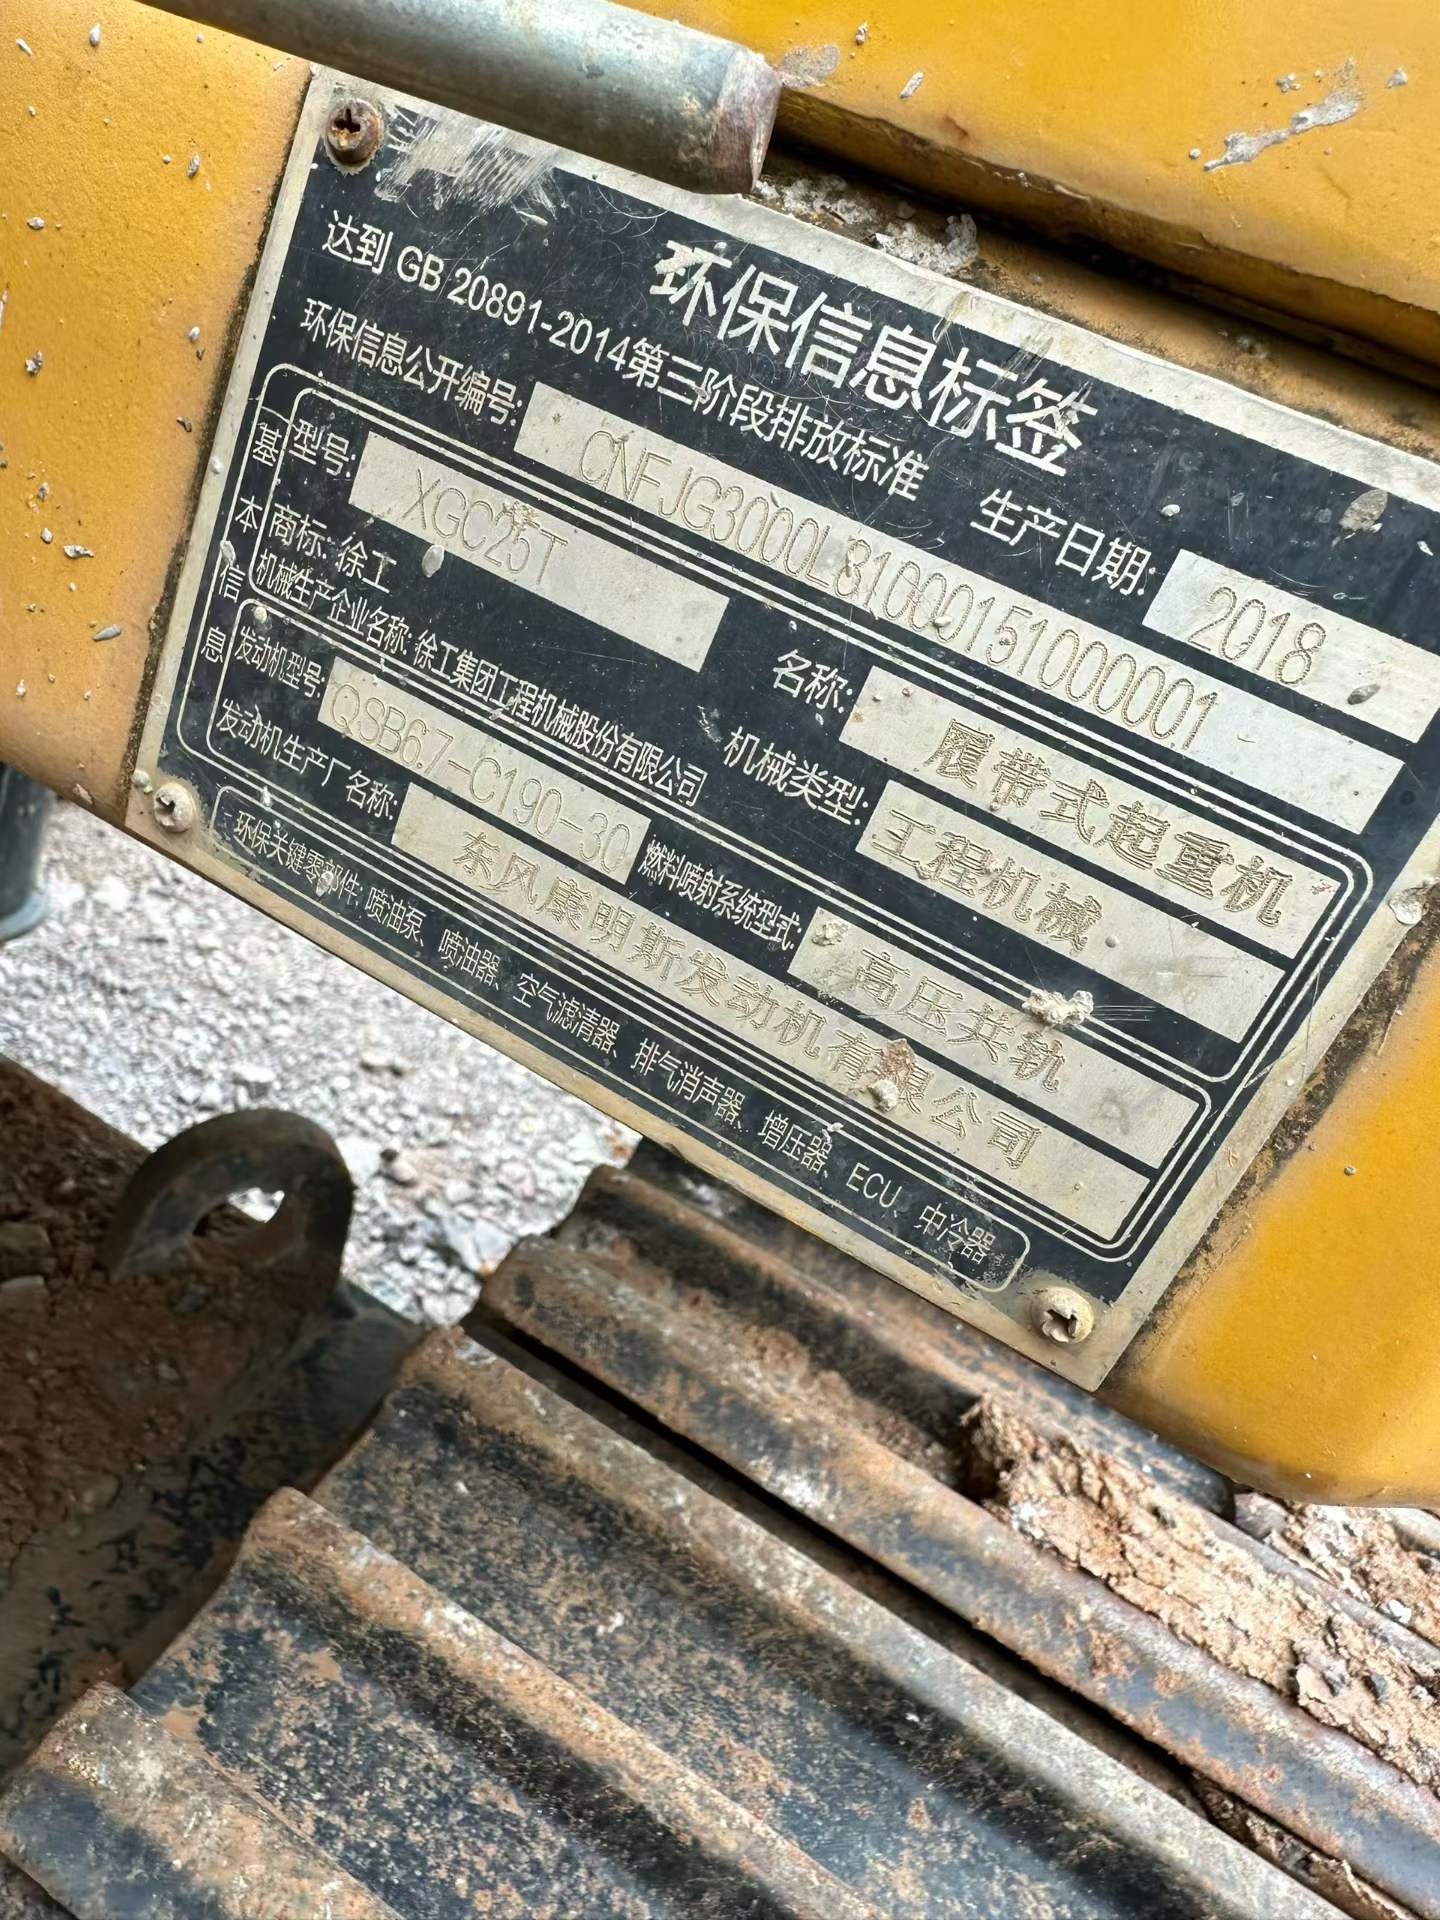 环保信息标签
达到 GB 20891-2014第三阶段排放标准
生产日期: 2018
环保信息公开编号: CNFJG3000L81000151000001
基本信息
型号: XGC25T
名称: 履带式起重机
商标: 徐工
机械类型: 工程机械
机械生产企业名称: 徐工集团工程机械股份有限公司
发动机型号: QSB6.7-C190-30
燃料喷射系统型式: 高压共轨
发动机生产厂名称: 东风康明斯发动机有限公司
环保关键零部件: 喷油泵、喷油器、空气滤清器、排气消声器、增压器、ECU、中冷器